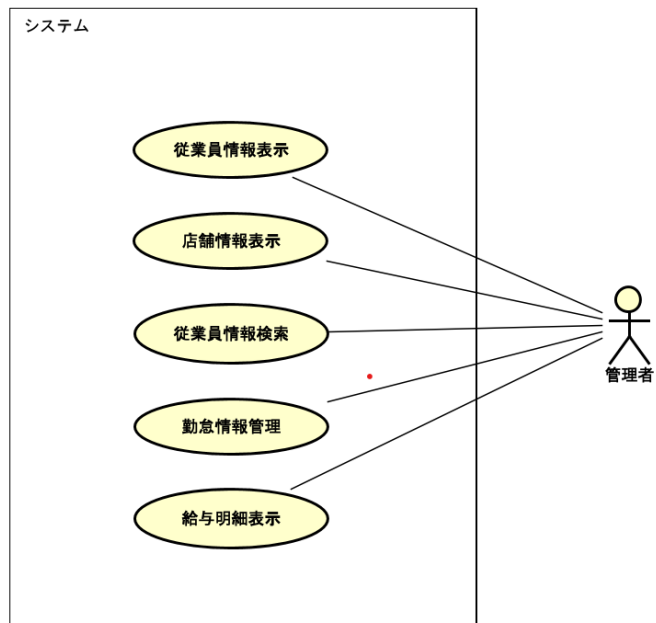 システム
従業員情報表示
店舗情報表示
従業員情報検索
勤怠情報管理
給与明細表示
管理者